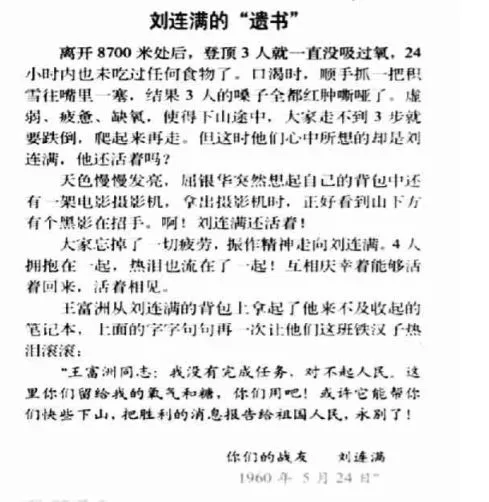 刘连满的“遗书”
离开8700米处后，登顶3人就一直没吸过氧，24
小时内也未吃过任何食物了。口渴时，顺手抓一把积
雪往嘴里一塞，结果3人的嗓子全都红肿嘶哑了。虚
弱、疲惫、缺氧，使得下山途中，大家走不到3步就
要跌倒，爬起来再走。但这时他们心中所想的却是刘
连满，他还活着吗？
天色慢慢发亮，屈银华突然想起自己的背包中还
有一架电影摄影机，拿出摄影机时，正好看到山下方
有个黑影在招手。啊！刘连满还活着！
大家忘掉了一切疲劳，振作精神走向刘连满。4人
拥抱在一起，热泪也流在了一起！互相庆幸着能够活
着回来，活着相见。
王富洲从刘连满的背包上拿起了他来不及收起的
笔记本，上面的字字句句再一次让他们这班铁汉子热
泪滚滚：
“王富洲同志：我没有完成任务，对不起人民。这
里你们留给我的氧气和糖，你们用吧！或许它能帮你
们快些下山，把胜利的消息报告给祖国人民，永别了！
你们的战友 刘连满
1960年5月24日”